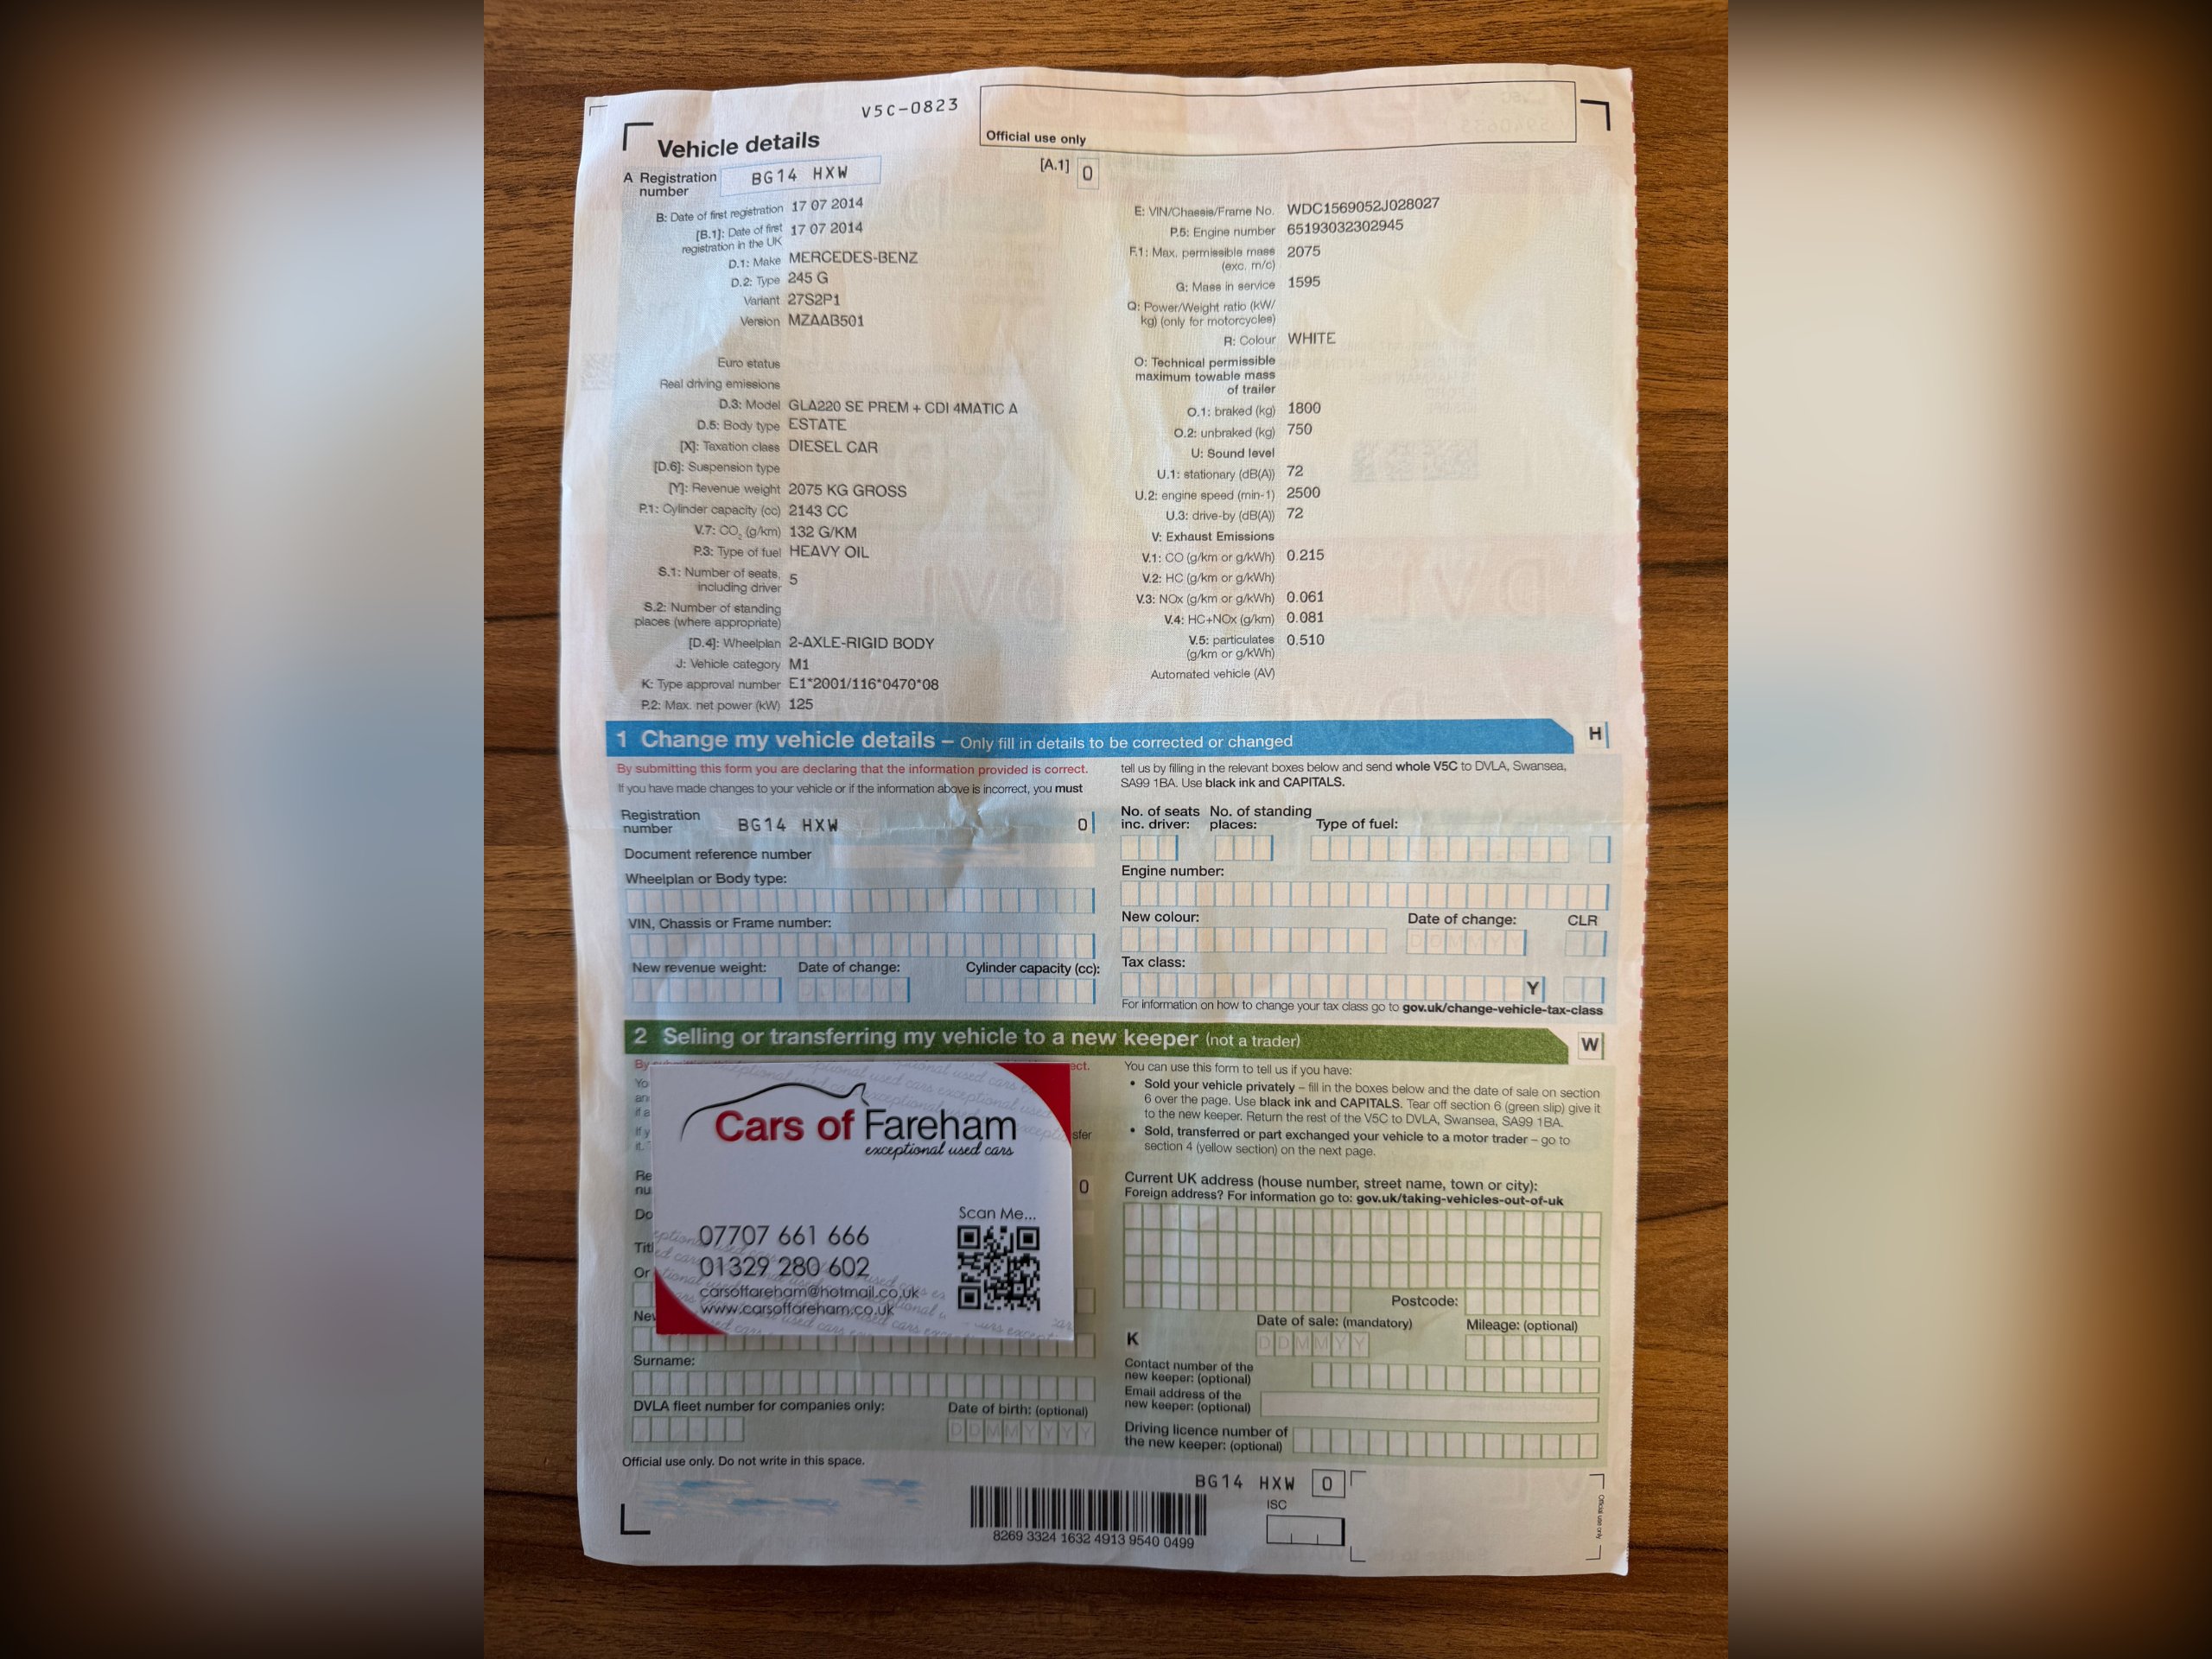 V5C-0823
Official use only
Vehicle details
[A.1] 0
A Registration number BG14 HXW
B: Date of first registration 17 07 2014
[B.1]: Date of first registration in the UK 17 07 2014
D.1: Make MERCEDES-BENZ
D.2: Type 245 G
Variant 27S2P1
Version MZAAB501
Euro status
Real driving emissions
D.3: Model GLA220 SE PREM + CDI 4MATIC A
D.5: Body type ESTATE
[X]: Taxation class DIESEL CAR
[D.6]: Suspension type
[Y]: Revenue weight 2075 KG GROSS
P.1: Cylinder capacity (cc) 2143 CC
V.7: CO2 (g/km) 132 G/KM
P.3: Type of fuel HEAVY OIL
S.1: Number of seats, including driver 5
S.2: Number of standing places (where appropriate)
[D.4]: Wheelplan 2-AXLE-RIGID BODY
J: Vehicle category M1
K: Type approval number E1*2001/116*0470*08
P.2: Max. net power (kW) 125
E: VIN/Chassis/Frame No. WDC1569052J028027
P.5: Engine number 65193032302945
F.1: Max. permissible mass (exc. m/c) 2075
G: Mass in service 1595
Q: Power/Weight ratio (kW/kg) (only for motorcycles)
R: Colour WHITE
O: Technical permissible maximum towable mass of trailer
O.1: braked (kg) 1800
O.2: unbraked (kg) 750
U: Sound level
U.1: stationary (dB(A)) 72
U.2: engine speed (min-1) 2500
U.3: drive-by (dB(A)) 72
V: Exhaust Emissions
V.1: CO (g/km or g/kWh) 0.215
V.2: HC (g/km or g/kWh)
V.3: NOx (g/km or g/kWh) 0.061
V.4: HC+NOx (g/km) 0.081
V.5: particulates (g/km or g/kWh) 0.510
Automated vehicle (AV)
1 Change my vehicle details – Only fill in details to be corrected or changed H
By submitting this form you are declaring that the information provided is correct.
If you have made changes to your vehicle or if the information above is incorrect, you must
tell us by filling in the relevant boxes below and send whole V5C to DVLA, Swansea,
SA99 1BA. Use black ink and CAPITALS.
Registration number BG14 HXW 0
Document reference number
Wheelplan or Body type:
VIN, Chassis or Frame number:
New revenue weight: Date of change: Cylinder capacity (cc):
No. of seats inc. driver: No. of standing places: Type of fuel:
Engine number:
New colour: Date of change: CLR
DDMMYY
Tax class:
Y
For information on how to change your tax class go to gov.uk/change-vehicle-tax-class
2 Selling or transferring my vehicle to a new keeper (not a trader) W
Cars of Fareham
exceptional used cars
Scan Me...
07707 661 666
01329 280 602
carsoffareham@hotmail.co.uk
www.carsoffareham.co.uk
0
Surname:
DVLA fleet number for companies only: Date of birth: (optional)
DDMMYYYY
You can use this form to tell us if you have:
• Sold your vehicle privately – fill in the boxes below and the date of sale on section
6 over the page. Use black ink and CAPITALS. Tear off section 6 (green slip) give it
to the new keeper. Return the rest of the V5C to DVLA, Swansea, SA99 1BA.
• Sold, transferred or part exchanged your vehicle to a motor trader – go to
section 4 (yellow section) on the next page.
Current UK address (house number, street name, town or city):
Foreign address? For information go to: gov.uk/taking-vehicles-out-of-uk
Postcode:
Date of sale: (mandatory) Mileage: (optional)
K DDMMYY
Contact number of the
new keeper: (optional)
Email address of the
new keeper: (optional)
Driving licence number of
the new keeper: (optional)
Official use only. Do not write in this space.
BG14 HXW 0
ISC
8269 3324 1632 4913 9540 0499
Official use only